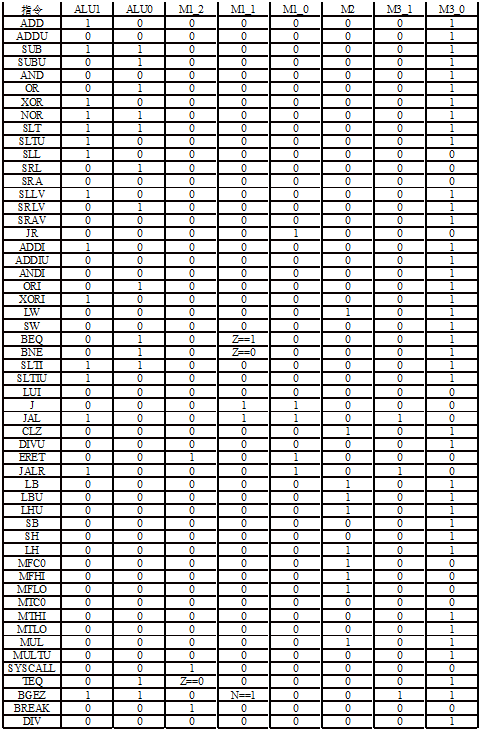 指令 ALU1 ALU0 M1_2 M1_1 M1_0 M2 M3_1 M3_0
ADD 1 0 0 0 0 0 0 1
ADDU 0 0 0 0 0 0 0 1
SUB 1 1 0 0 0 0 0 1
SUBU 0 1 0 0 0 0 0 1
AND 0 0 0 0 0 0 0 1
OR 0 1 0 0 0 0 0 1
XOR 1 0 0 0 0 0 0 1
NOR 1 1 0 0 0 0 0 1
SLT 1 1 0 0 0 0 0 1
SLTU 1 0 0 0 0 0 0 1
SLL 1 0 0 0 0 0 0 0
SRL 0 1 0 0 0 0 0 0
SRA 0 0 0 0 0 0 0 0
SLLV 1 0 0 0 0 0 0 1
SRLV 0 1 0 0 0 0 0 1
SRAV 0 0 0 0 0 0 0 1
JR 0 0 0 0 1 0 0 0
ADDI 1 0 0 0 0 0 0 1
ADDIU 0 0 0 0 0 0 0 1
ANDI 0 0 0 0 0 0 0 1
ORI 0 1 0 0 0 0 0 1
XORI 1 0 0 0 0 0 0 1
LW 0 0 0 0 0 1 0 1
SW 0 0 0 0 0 0 0 1
BEQ 0 1 0 Z==1 0 0 0 1
BNE 0 1 0 Z==0 0 0 0 1
SLTI 1 1 0 0 0 0 0 1
SLTIU 1 0 0 0 0 0 0 1
LUI 0 0 0 0 0 0 0 0
J 0 0 0 1 1 0 0 0
JAL 1 0 0 1 1 0 1 0
CLZ 0 0 0 0 0 1 0 1
DIVU 0 0 0 0 0 0 0 1
ERET 0 0 1 0 1 0 0 0
JALR 1 0 0 0 1 0 1 0
LB 0 0 0 0 0 1 0 1
LBU 0 0 0 0 0 1 0 1
LHU 0 0 0 0 0 1 0 1
SB 0 0 0 0 0 0 0 1
SH 0 0 0 0 0 0 0 1
LH 0 0 0 0 0 1 0 1
MFC0 0 0 0 0 0 1 0 0
MFHI 0 0 0 0 0 1 0 0
MFLO 0 0 0 0 0 1 0 0
MTC0 0 0 0 0 0 0 0 0
MTHI 0 0 0 0 0 0 0 1
MTLO 0 0 0 0 0 0 0 1
MUL 0 0 0 0 0 1 0 1
MULTU 0 0 0 0 0 0 0 1
SYSCALL 0 0 1 0 0 0 0 0
TEQ 0 1 Z==0 0 0 0 0 1
BGEZ 1 1 0 N==1 0 0 1 1
BREAK 0 0 1 0 0 0 0 0
DIV 0 0 0 0 0 0 0 1